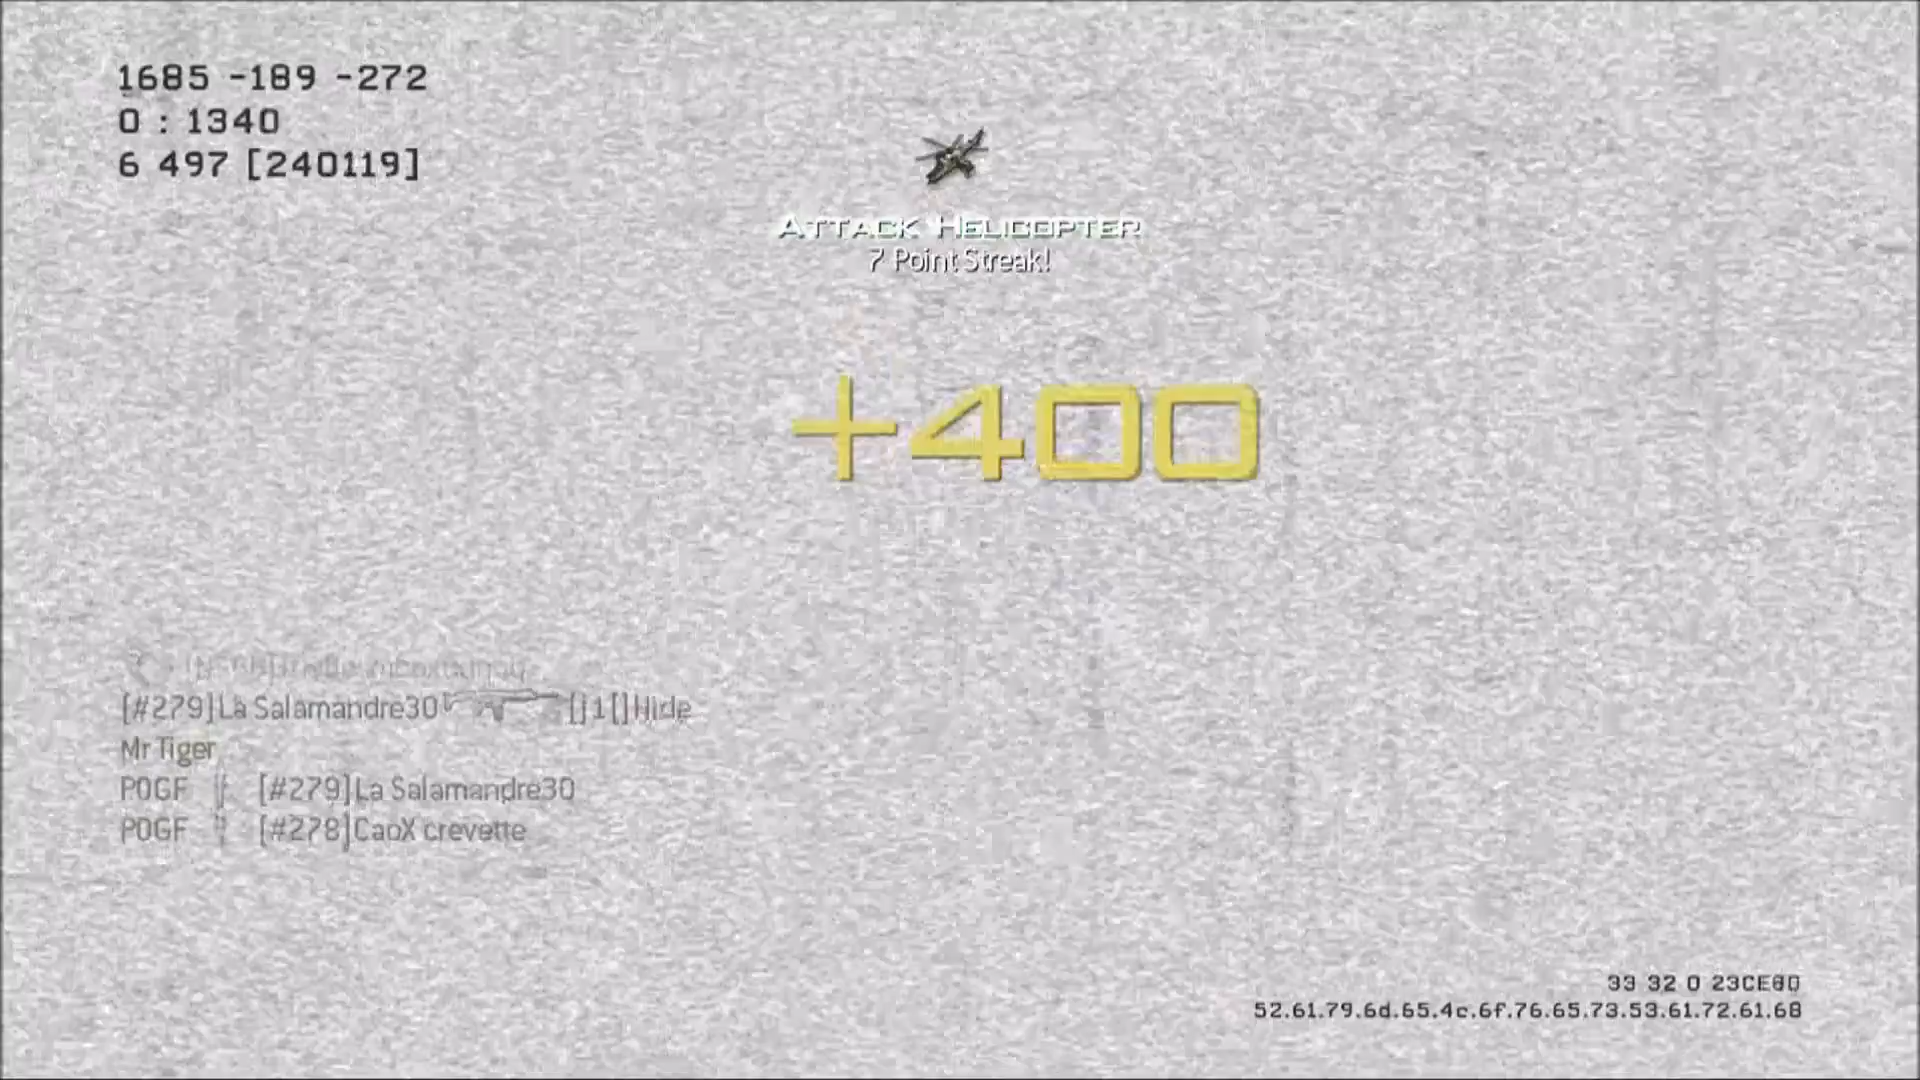 1685 -189 -272
0 : 1340
6 497 [240119]
ATTACK HELICOPTER
7 Point Streak!
+400
[#279]La Salamandre30 [j1[]Hide
Mr Tiger
POGF [#279]La Salamandre30
POGF [#278]CaoX crevette
33 32 0 23CE80
52.61.79.6d.65.4c.6f.76.65.73.53.61.72.61.68